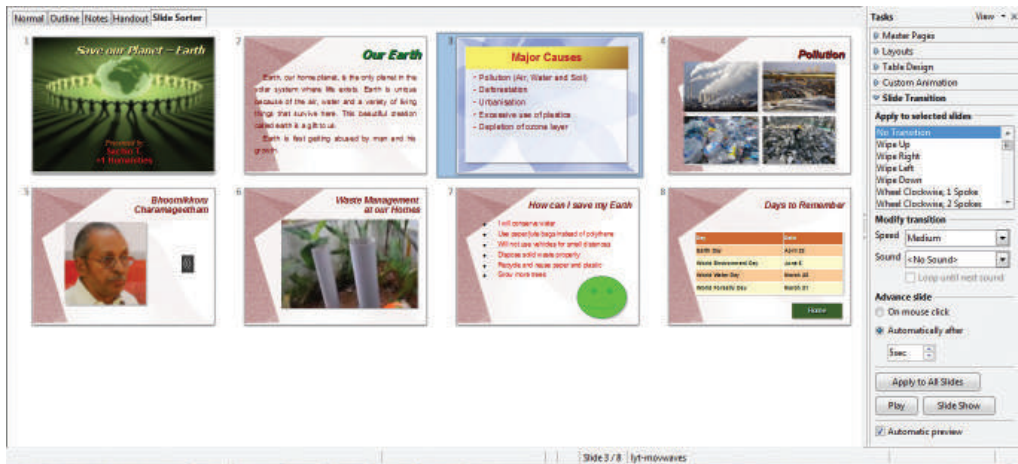 Normal Outline Notes Handout Slide Sorter
1
Save our Planet – Earth
Presented by
Section 1
+1 Humanities
2
Our Earth
Earth, our home planet, is the only planet in the
solar system where life exists. Earth is unique
because of the air, water and a variety of living
things that survive here. This beautiful creation
called earth is a gift to us.
Earth is fast getting abused by man and his
growth.
3
Major Causes
- Pollution (Air, Water and Soil)
- Deforestation
- Urbanisation
- Excessive use of plastics
- Depletion of ozone layer
4
Pollution
5
Bhoomikkoru
Charamageetham
6
Waste Management
at our Homes
7
How can I save my Earth
I will conserve water
Use paper/jute bags instead of polythene
Will not use vehicles for small distances
Dispose solid waste properly
Recycle and reuse paper and plastic
Grow more trees
8
Days to Remember
Day Date
Earth Day April 22
World Environment Day June 5
World Water Day March 22
World Forestry Day March 21
Home
Tasks View X
Master Pages
Layouts
Table Design
Custom Animation
Slide Transition
Apply to selected slides
No Transition
Wipe Up
Wipe Right
Wipe Left
Wipe Down
Wheel Clockwise, 1 Spoke
Wheel Clockwise, 2 Spokes
Modify transition
Speed Medium
Sound <No Sound>
Loop until next sound
Advance slide
On mouse click
Automatically after
5sec
Apply to All Slides
Play Slide Show
Automatic preview
Slide 3 / 8 lyt-movwaves